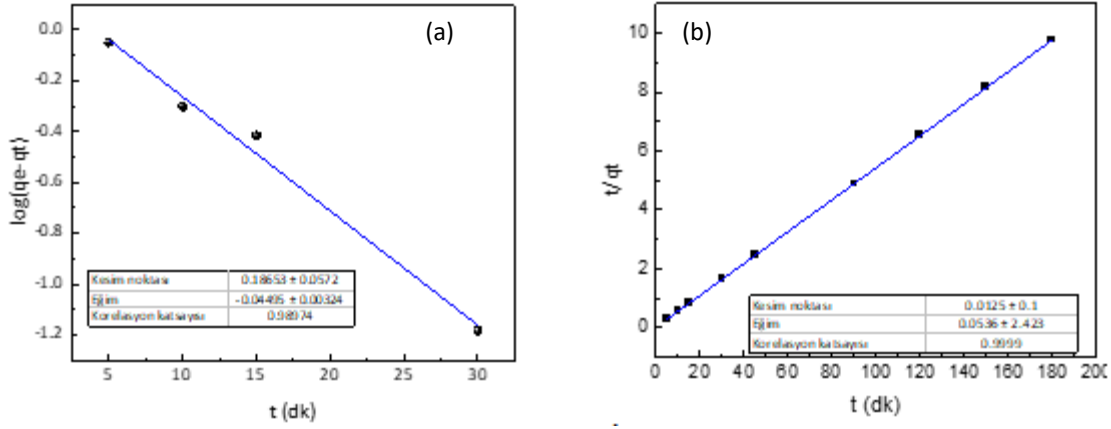 (a)
0.0
-0.2
-0.4
-0.6
-0.8
-1.0
-1.2
log(qe-qt)
Kesim noktası 0.18653 ± 0.0572
Eğim -0.04495 ± 0.00324
Korelasyon katsayısı 0.98974
5 10 15 20 25 30
t (dk)
(b)
10
8
6
4
2
0
t/qt
Kesim noktası 0.0125 ± 0.1
Eğim 0.0536 ± 2.423
Korelasyon katsayısı 0.9999
0 20 40 60 80 100 120 140 160 180 200
t (dk)